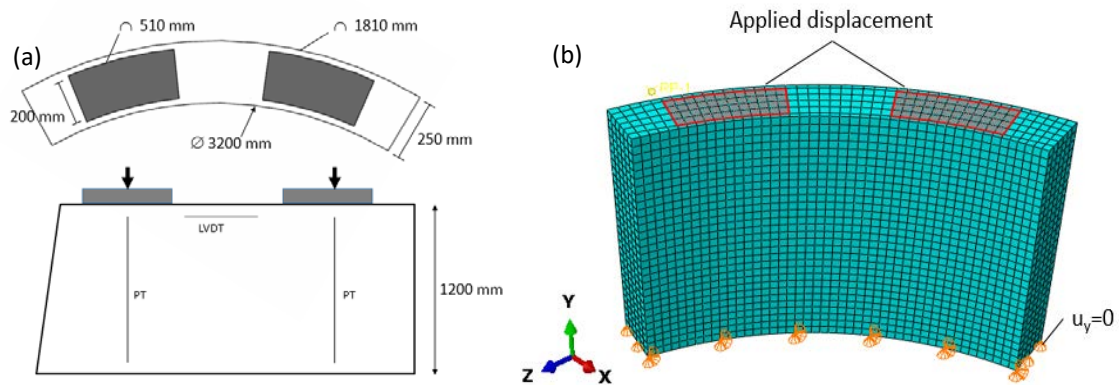 (a)
⌒ 510 mm
⌒ 1810 mm
200 mm
∅ 3200 mm
250 mm
LVDT
PT
PT
1200 mm
(b)
Applied displacement
RP-1
Y
Z
X
u_y=0